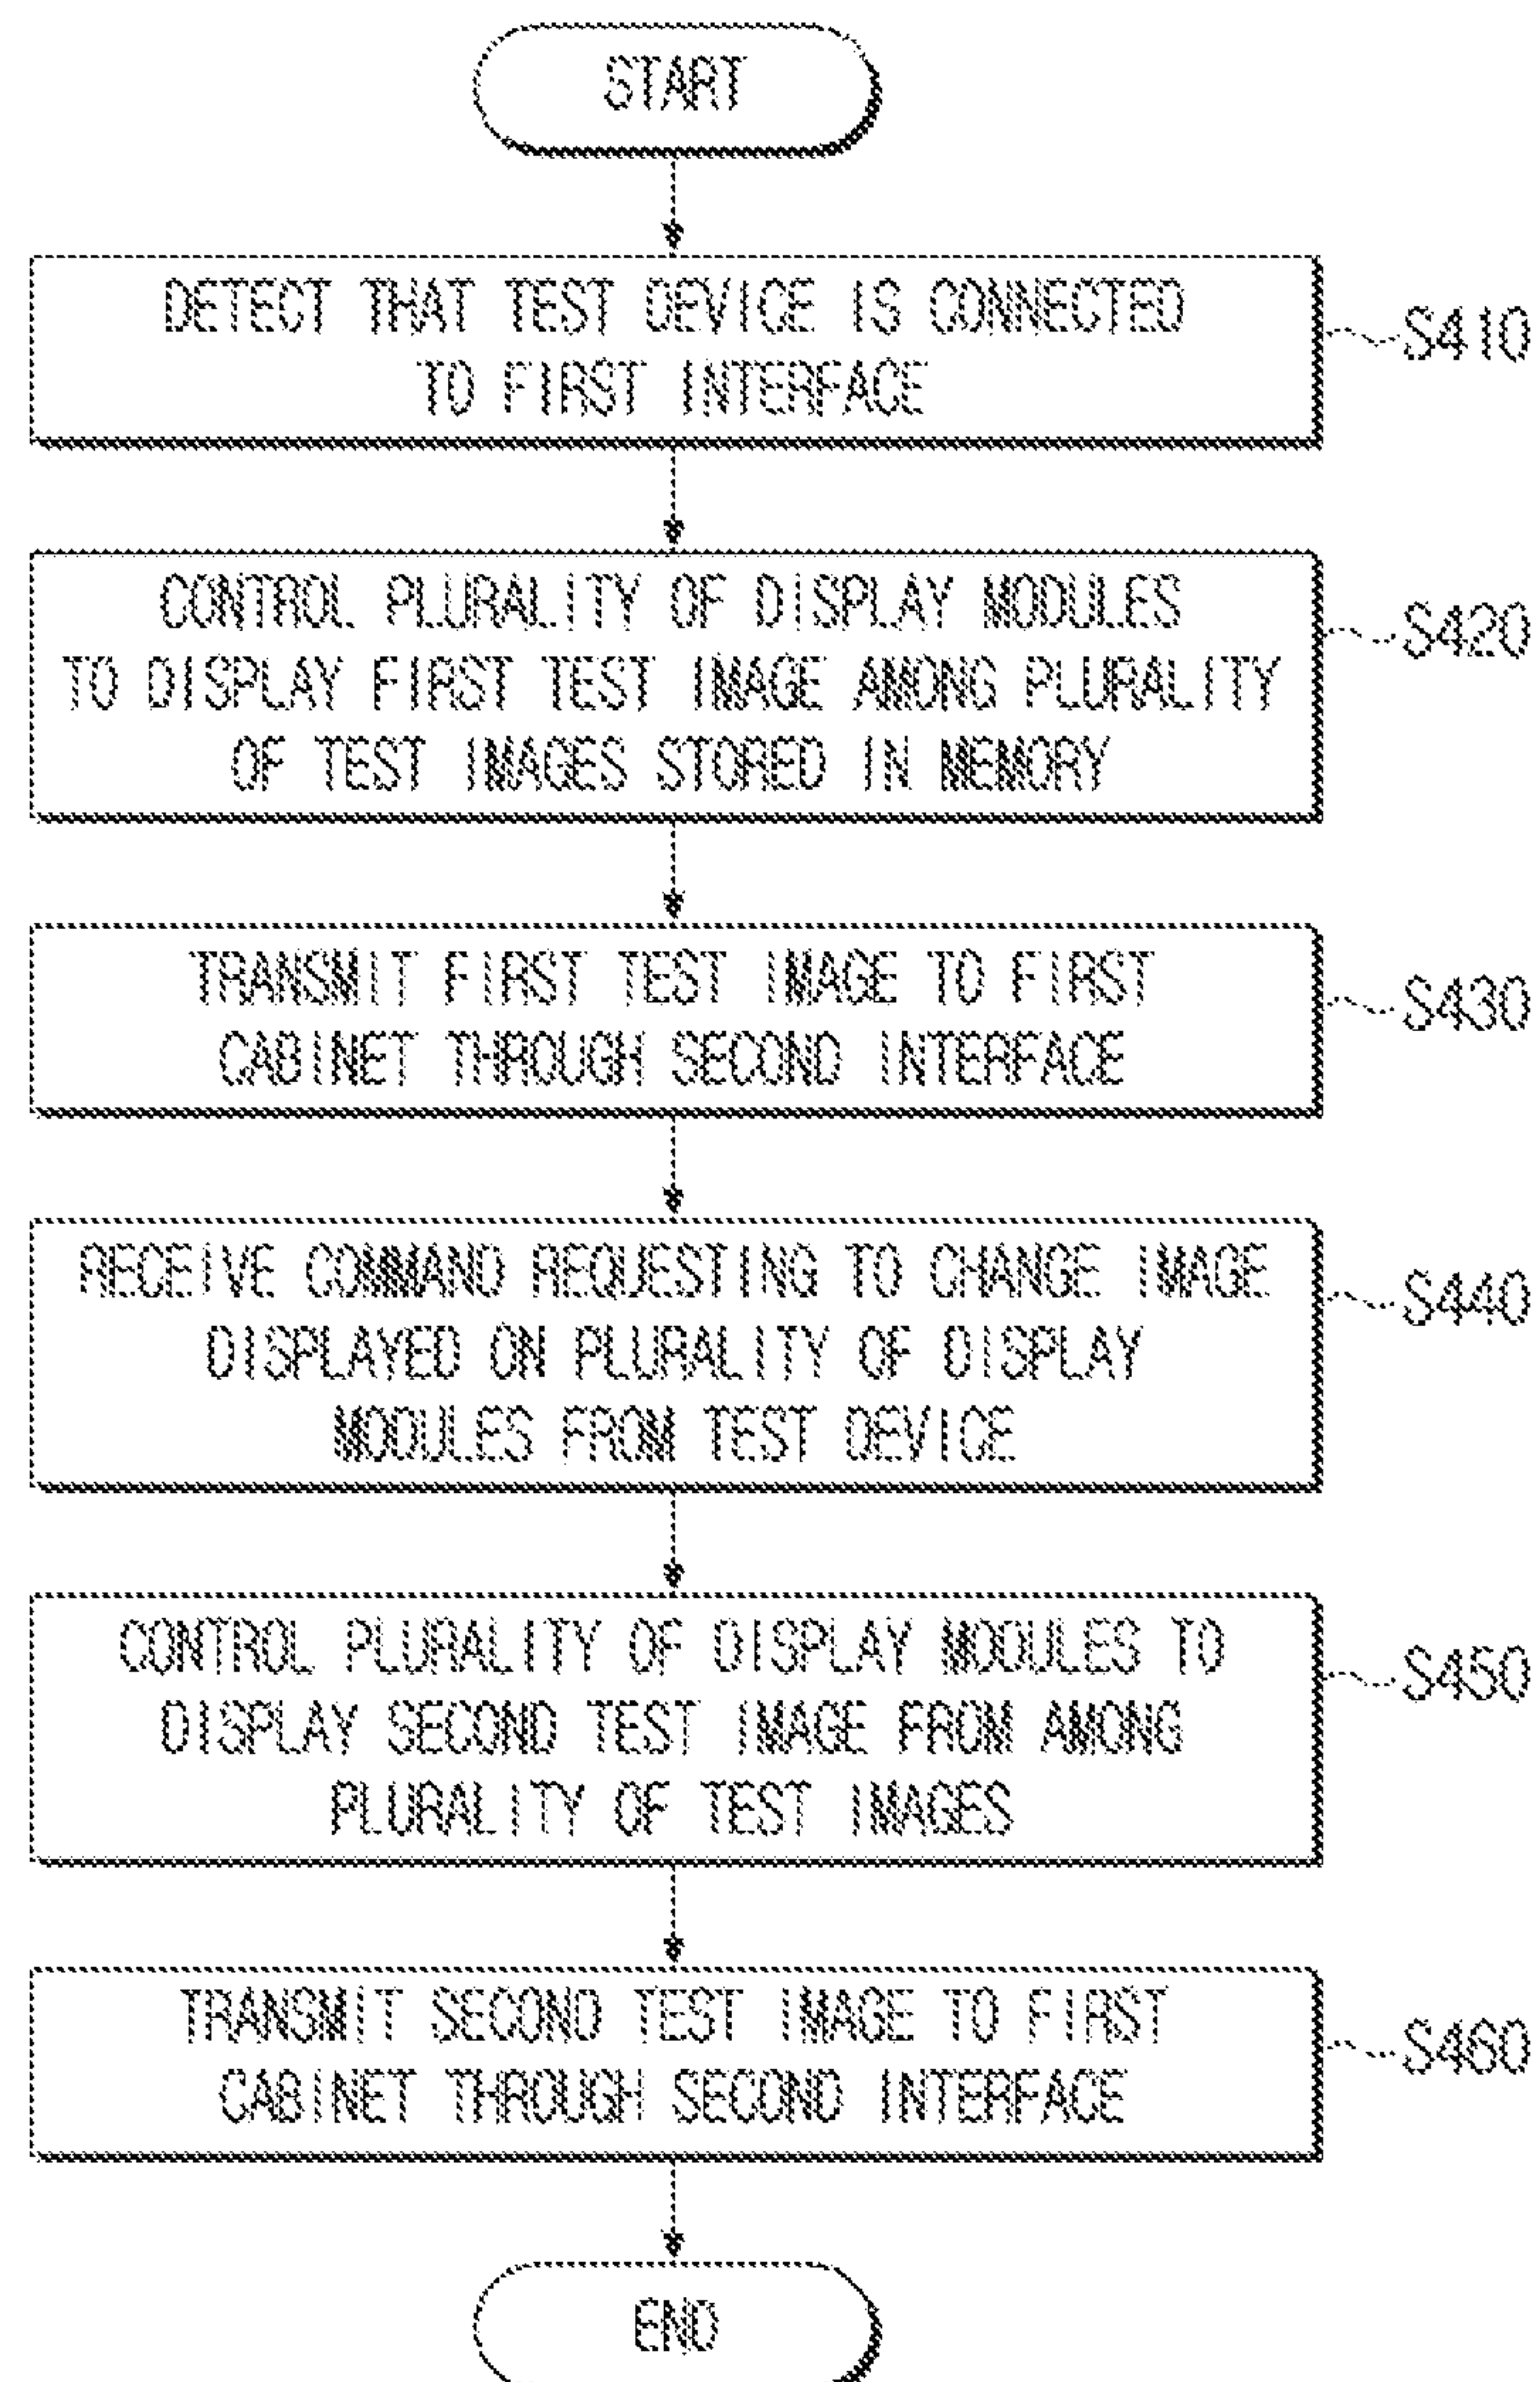 START
DETECT THAT TEST DEVICE IS CONNECTED
TO FIRST INTERFACE
S410
CONTROL PLURALITY OF DISPLAY MODULES
TO DISPLAY FIRST TEST IMAGE AMONG PLURALITY
OF TEST IMAGES STORED IN MEMORY
S420
TRANSMIT FIRST TEST IMAGE TO FIRST
CABINET THROUGH SECOND INTERFACE
S430
RECEIVE COMMAND REQUESTING TO CHANGE IMAGE
DISPLAYED ON PLURALITY OF DISPLAY
MODULES FROM TEST DEVICE
S440
CONTROL PLURALITY OF DISPLAY MODULES TO
DISPLAY SECOND TEST IMAGE FROM AMONG
PLURALITY OF TEST IMAGES
S450
TRANSMIT SECOND TEST IMAGE TO FIRST
CABINET THROUGH SECOND INTERFACE
S460
END